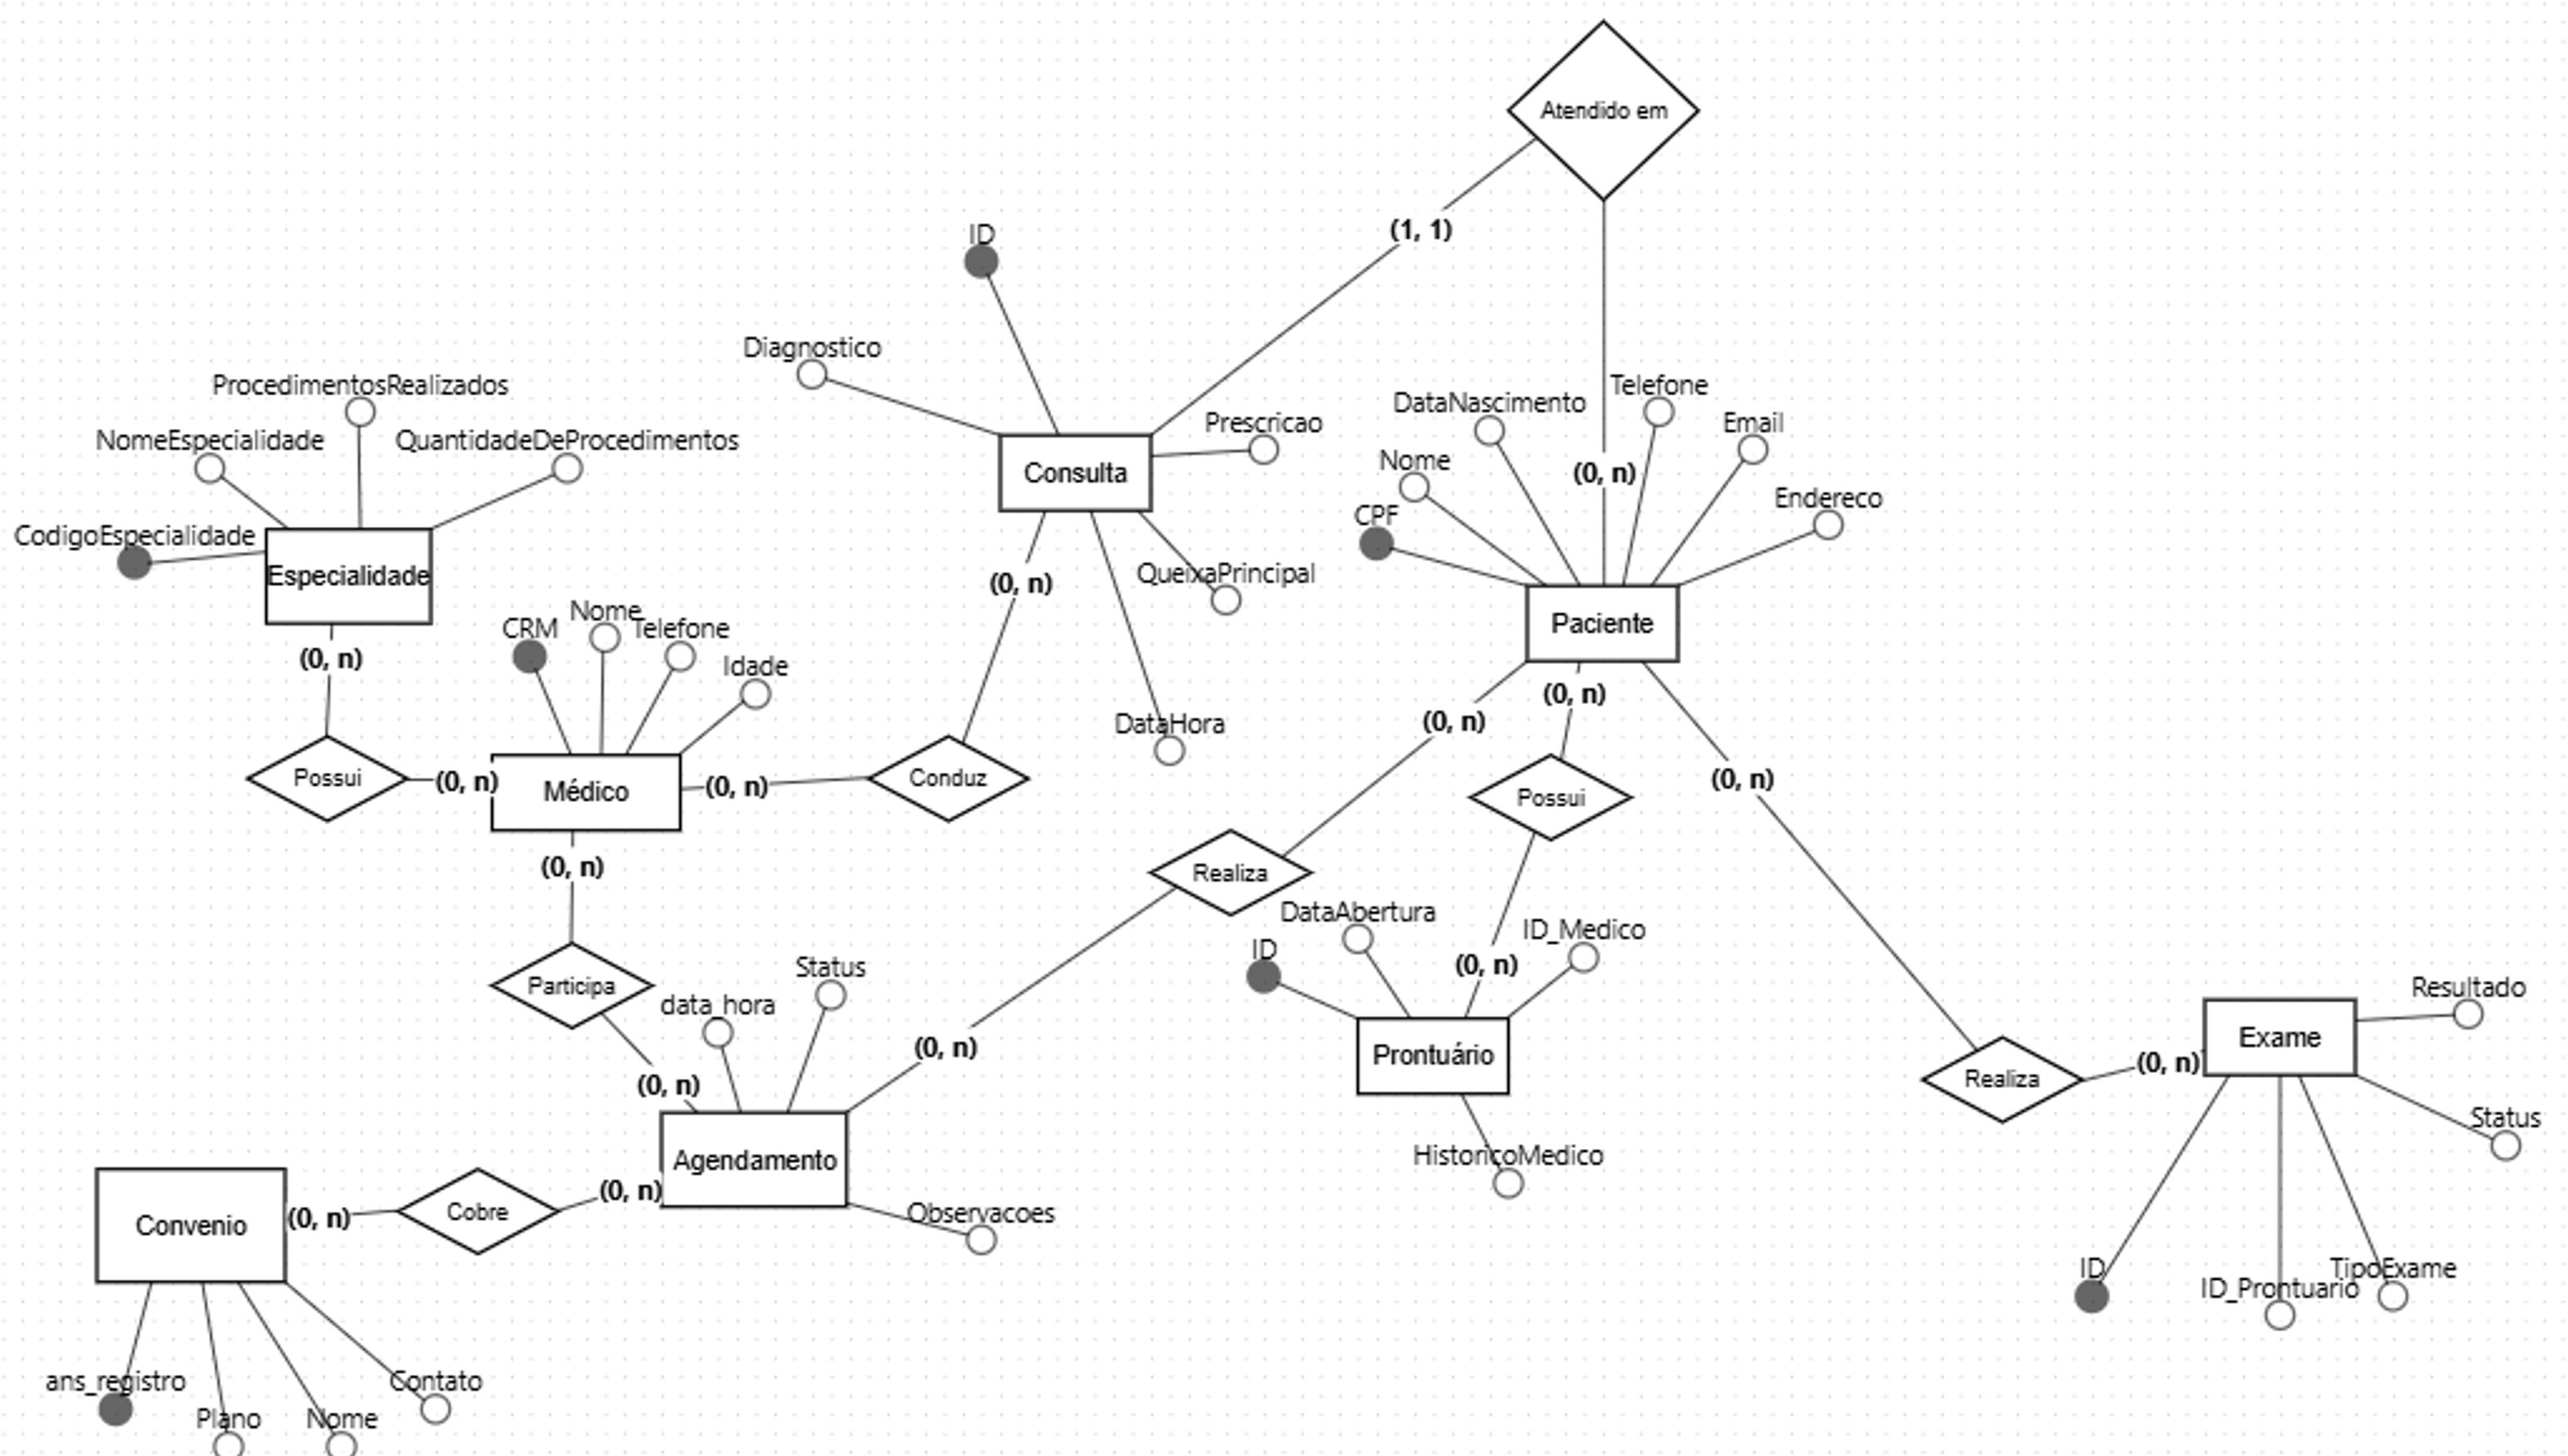 Atendido em
(1, 1)
ID
Diagnostico
ProcedimentosRealizados
Telefone
DataNascimento
Prescricao
Email
NomeEspecialidade
QuantidadeDeProcedimentos
Nome
Consulta
(0, n)
Endereco
CPF
CodigoEspecialidade
Especialidade
QueixaPrincipal
(0, n)
Nome
CRM
Telefone
Paciente
(0, n)
Idade
(0, n)
DataHora
(0, n)
Possui
(0, n)
Médico
(0, n)
Conduz
Possui
(0, n)
(0, n)
Realiza
DataAbertura
ID_Medico
ID
(0, n)
Participa
Status
data_hora
Resultado
Exame
(0, n)
Prontuário
(0, n)
Realiza
(0, n)
Status
HistoricoMedico
Agendamento
(0, n)
Convenio
(0, n)
Cobre
Observacoes
ID
ID_Prontuario
TipoExame
ans_registro
Contato
Plano
Nome